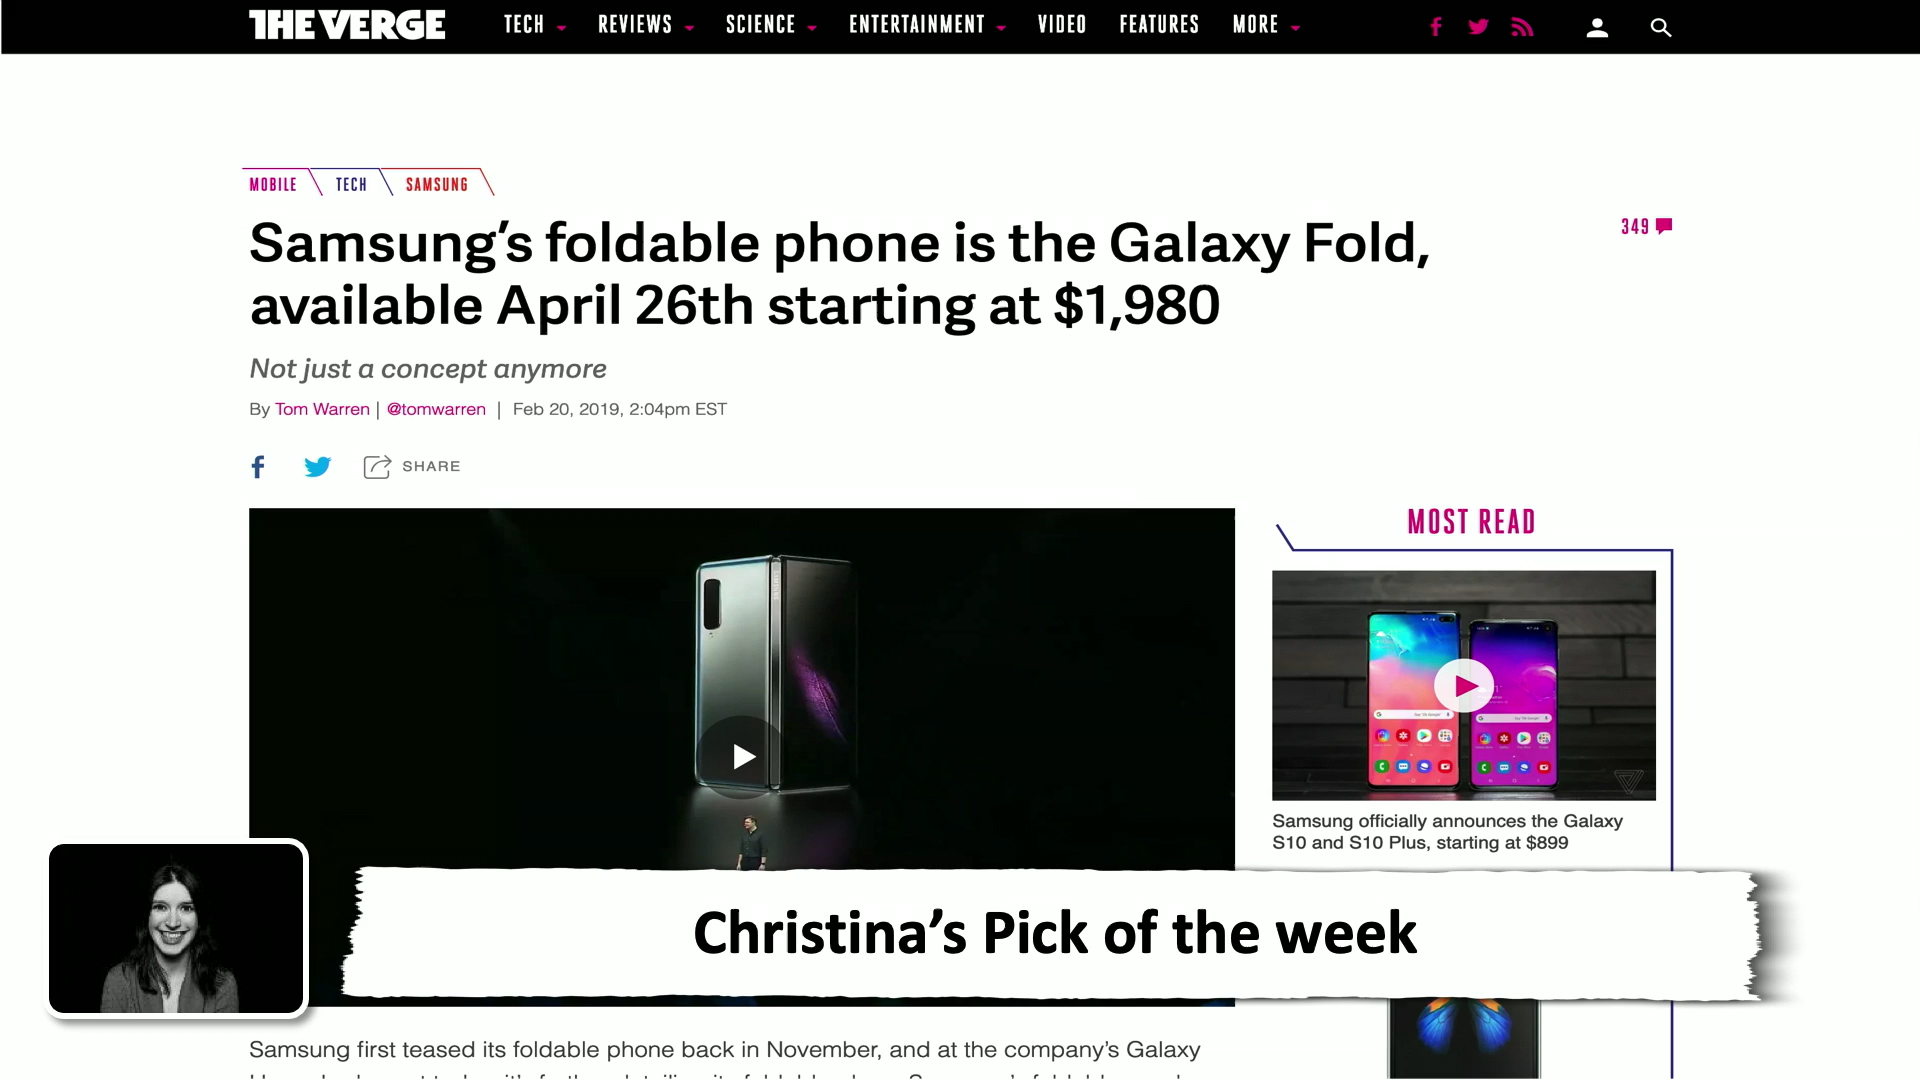 THE VERGE
TECH REVIEWS SCIENCE ENTERTAINMENT VIDEO FEATURES MORE
MOBILE TECH SAMSUNG
Samsung’s foldable phone is the Galaxy Fold,
available April 26th starting at $1,980
349
Not just a concept anymore
By Tom Warren | @tomwarren | Feb 20, 2019, 2:04pm EST
SHARE
MOST READ
Samsung officially announces the Galaxy
S10 and S10 Plus, starting at $899
Christina’s Pick of the week
Samsung first teased its foldable phone back in November, and at the company’s Galaxy